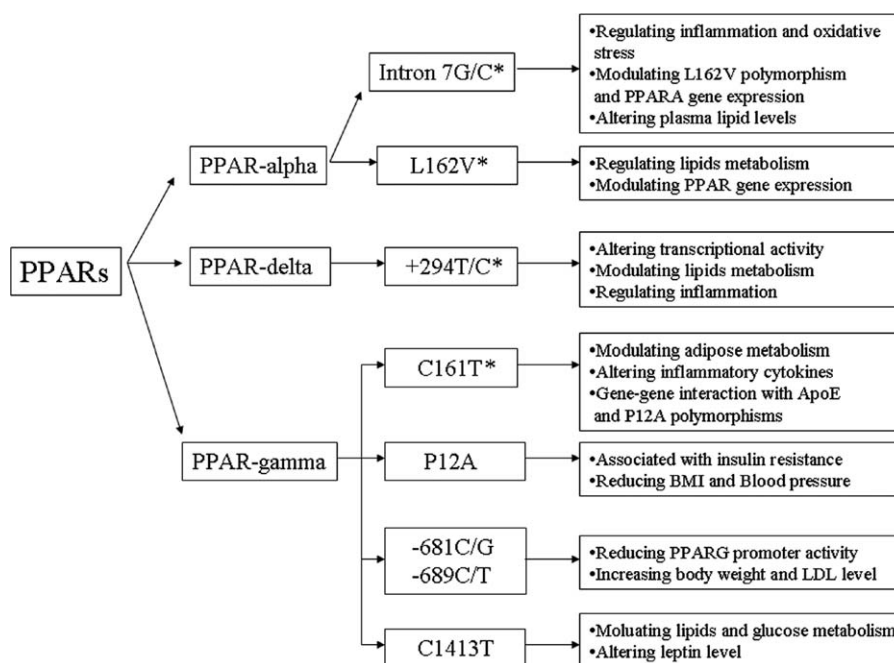 PPARs
PPAR-alpha
Intron 7G/C*
•Regulating inflammation and oxidative
stress
•Modulating L162V polymorphism
and PPARA gene expression
•Altering plasma lipid levels
L162V*
•Regulating lipids metabolism
•Modulating PPAR gene expression
PPAR-delta
+294T/C*
•Altering transcriptional activity
•Modulating lipids metabolism
•Regulating inflammation
PPAR-gamma
C161T*
•Modulating adipose metabolism
•Altering inflammatory cytokines
•Gene-gene interaction with ApoE
and P12A polymorphisms
P12A
•Associated with insulin resistance
•Reducing BMI and Blood pressure
-681C/G
-689C/T
•Reducing PPARG promoter activity
•Increasing body weight and LDL level
C1413T
•Moluating lipids and glucose metabolism
•Altering leptin level